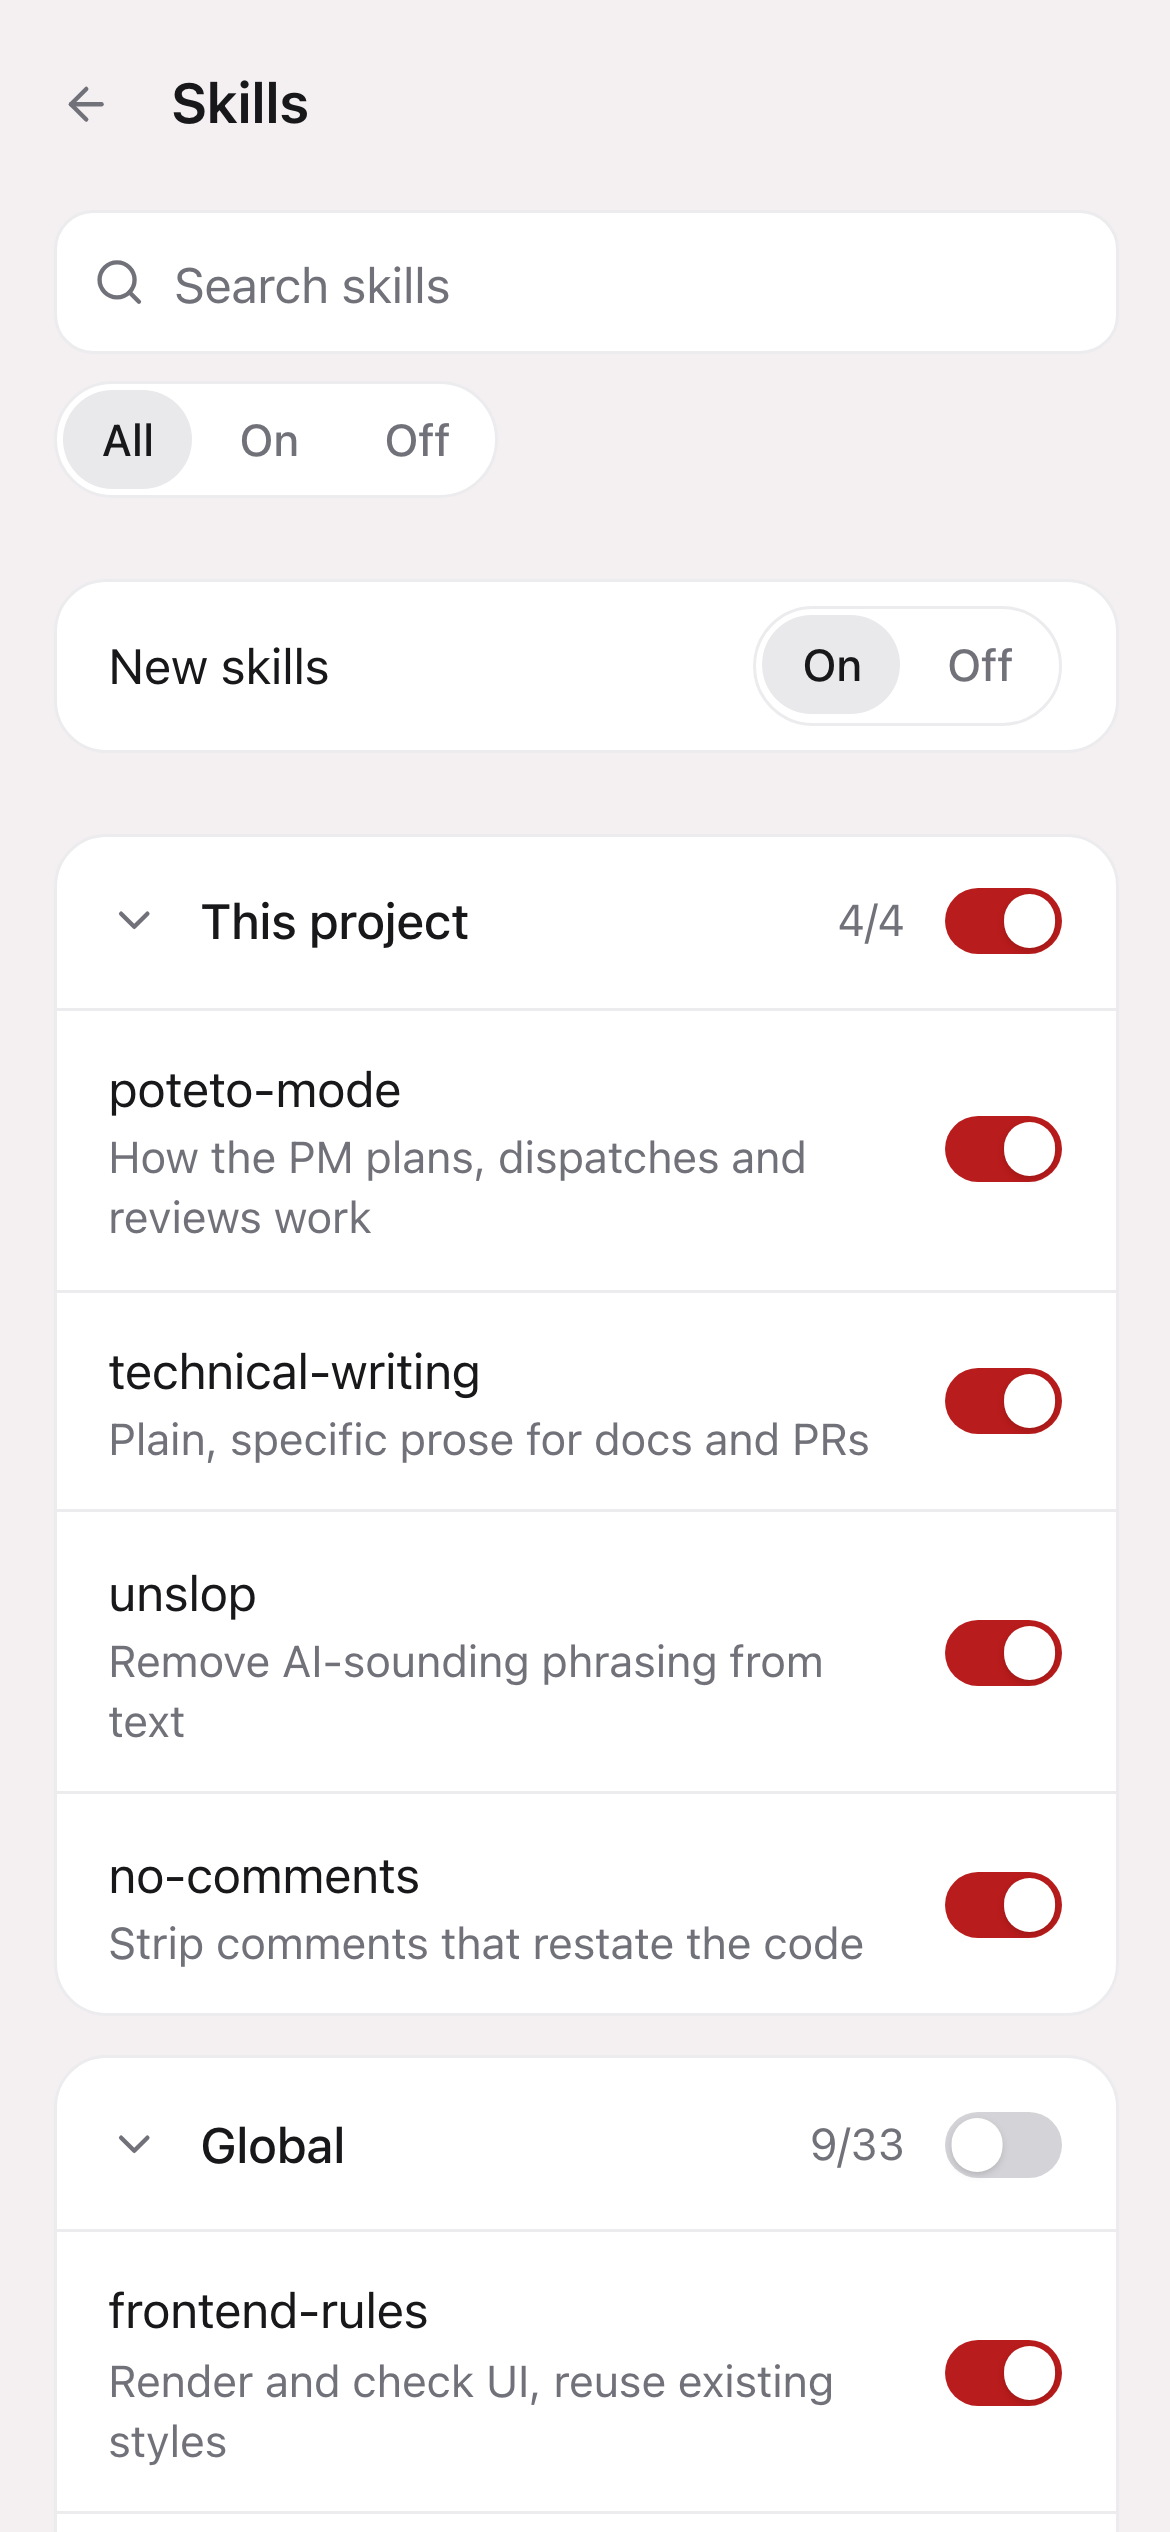 Skills
Search skills
All On Off
New skills On Off
This project 4/4
poteto-mode
How the PM plans, dispatches and
reviews work
technical-writing
Plain, specific prose for docs and PRs
unslop
Remove AI-sounding phrasing from
text
no-comments
Strip comments that restate the code
Global 9/33
frontend-rules
Render and check UI, reuse existing
styles